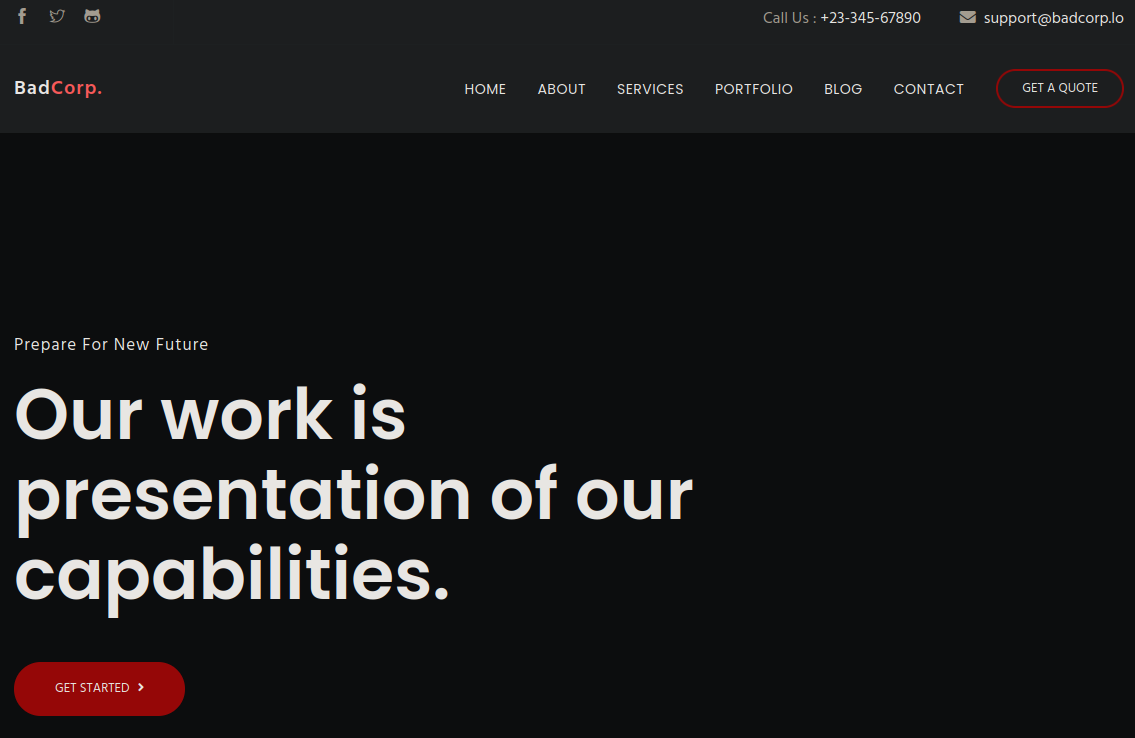 Call Us : +23-345-67890 support@badcorp.lo
BadCorp. HOME ABOUT SERVICES PORTFOLIO BLOG CONTACT GET A QUOTE
Prepare For New Future
Our work is
presentation of our
capabilities.
GET STARTED